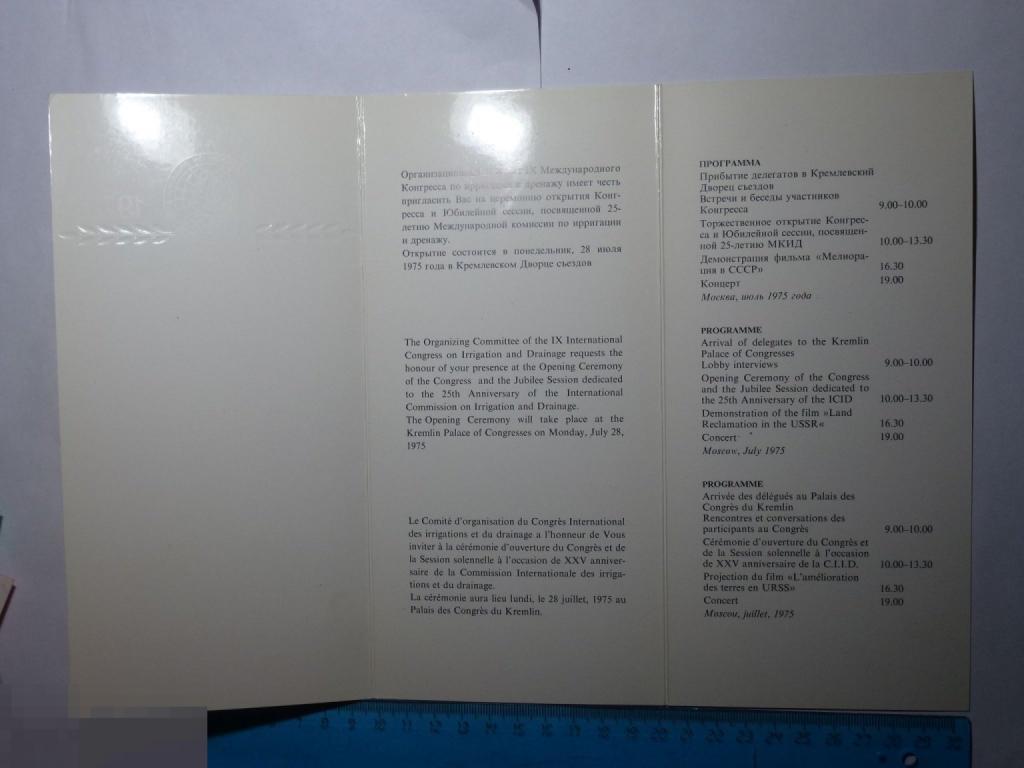 Организационный комитет IX Международного
Конгресса по ирригации и дренажу имеет честь
пригласить Вас на церемонию открытия Конг-
ресса и Юбилейной сессии, посвященной 25-
летию Международной комиссии по ирригации
и дренажу.
Открытие состоится в понедельник, 28 июля
1975 года в Кремлевском Дворце съездов
The Organizing Committee of the IX International
Congress on Irrigation and Drainage requests the
honour of your presence at the Opening Ceremony
of the Congress and the Jubilee Session dedicated
to the 25th Anniversary of the International
Commission on Irrigation and Drainage.
The Opening Ceremony will take place at the
Kremlin Palace of Congresses on Monday, July 28,
1975
Le Comité d'organisation du Congrès International
des irrigations et du drainage a l'honneur de Vous
inviter à la cérémonie d'ouverture du Congrès et de
la Session solennelle à l'occasion de XXV anniver-
saire de la Commission Internationale des irriga-
tions et du drainage.
La cérémonie aura lieu lundi, le 28 juillet, 1975 au
Palais des Congrès du Kremlin.
ПРОГРАММА
Прибытие делегатов в Кремлевский
Дворец съездов
Встречи и беседы участников
Конгресса 9.00–10.00
Торжественное открытие Конгрес-
са и Юбилейной сессии, посвящен-
ной 25-летию МКИД 10.00–13.30
Демонстрация фильма «Мелиора-
ция в СССР» 16.30
Концерт 19.00
Москва, июль 1975 года
PROGRAMME
Arrival of delegates to the Kremlin
Palace of Congresses
Lobby interviews 9.00–10.00
Opening Ceremony of the Congress
and the Jubilee Session dedicated to
the 25th Anniversary of the ICID 10.00–13.30
Demonstration of the film »Land
Reclamation in the USSR« 16.30
Concert 19.00
Moscow, July 1975
PROGRAMME
Arrivée des délégués au Palais des
Congrès du Kremlin
Rencontres et conversations des
participants au Congrès 9.00–10.00
Cérémonie d'ouverture du Congrès et
de la Session solennelle à l'occasion
de XXV anniversaire de la C.I.I.D. 10.00–13.30
Projection du film «L'amélioration
des terres en URSS» 16.30
Concert 19.00
Moscou, juillet, 1975